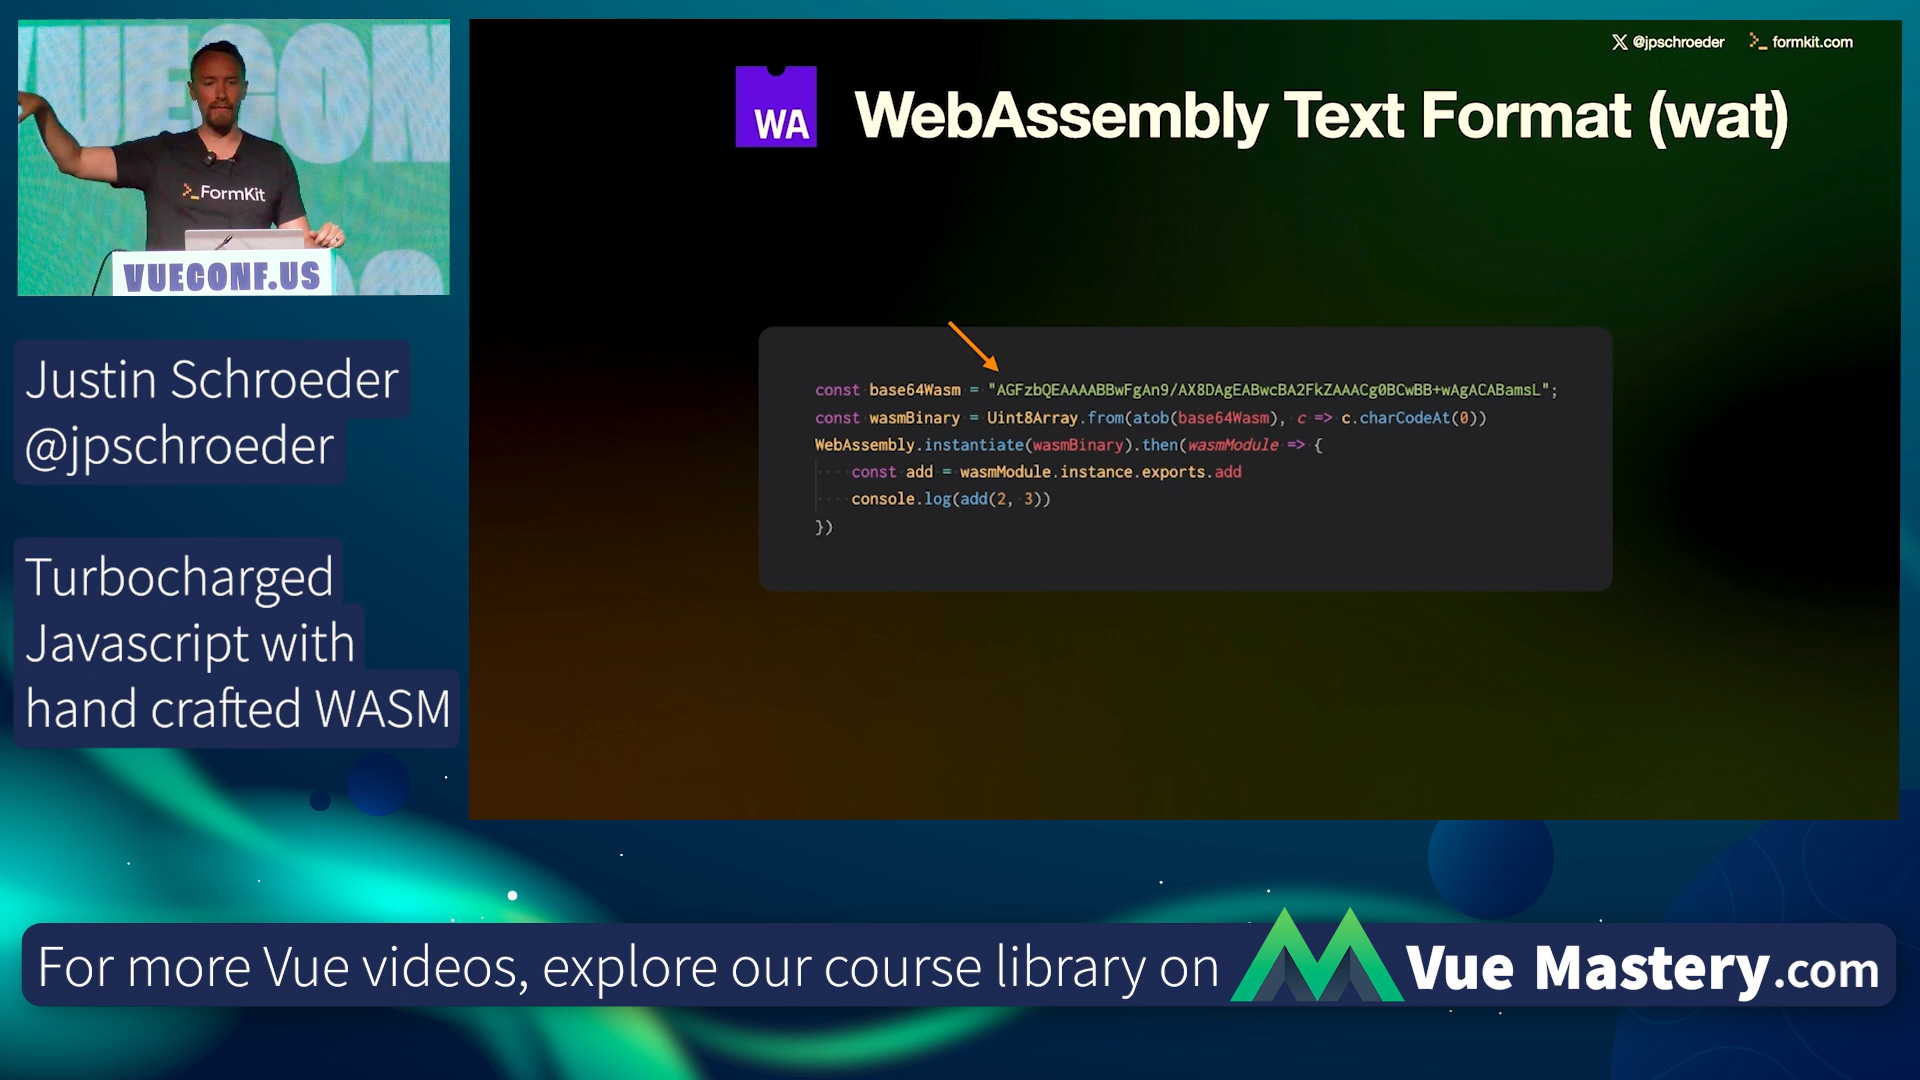 FormKit
VUECONF.US
Justin Schroeder
@jpschroeder
Turbocharged
Javascript with
hand crafted WASM
X @jpschroeder >_ formkit.com
WA WebAssembly Text Format (wat)
const base64Wasm = "AGFzbQEAAAABBwFgAn9/AX8DAgEABwcBA2FkZAAACg0BCwBB+wAgACABamsL";
const wasmBinary = Uint8Array.from(atob(base64Wasm), c => c.charCodeAt(0))
WebAssembly.instantiate(wasmBinary).then(wasmModule => {
const add = wasmModule.instance.exports.add
console.log(add(2, 3))
})
For more Vue videos, explore our course library on Vue Mastery.com